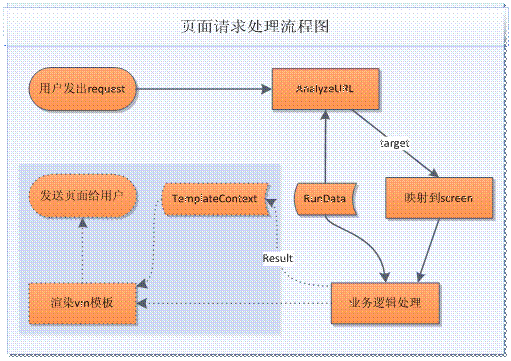 页面请求处理流程图
用户发出request
AnalyzeURL
target
发送页面给用户
TemplateContext
RunData
映射到screen
Result
渲染vm模板
业务逻辑处理